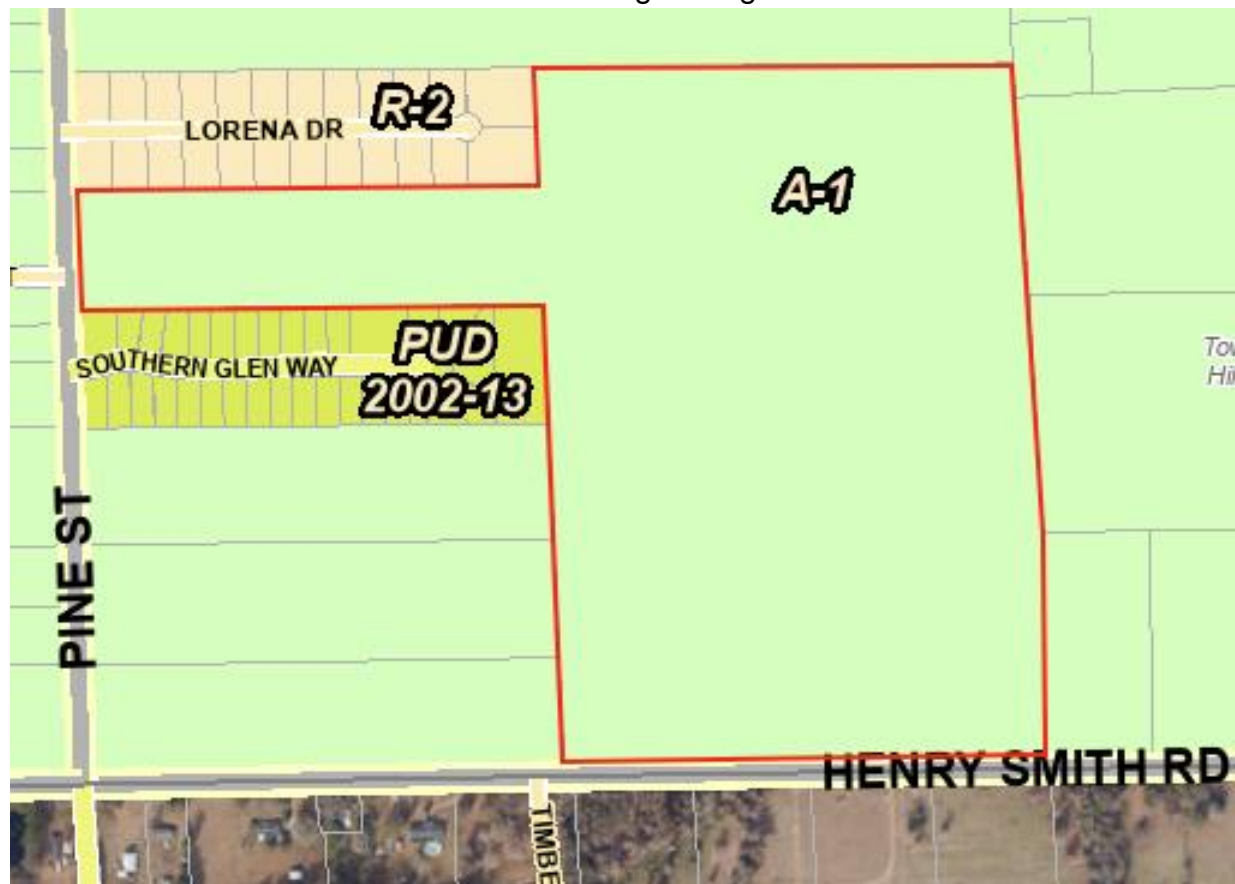 R-2
LORENA DR
A-1
PUD
2002-13
SOUTHERN GLEN WAY
PINE ST
HENRY SMITH RD